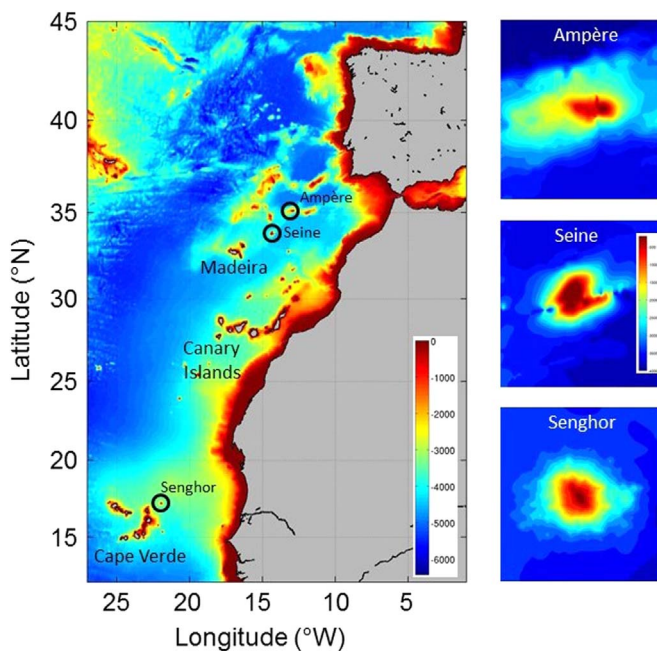 45
40
35
30
25
20
15
Latitude (°N)
Ampère
Seine
Madeira
Canary
Islands
Senghor
Cape Verde
0
-1000
-2000
-3000
-4000
-5000
-6000
25
20
15
10
5
Longitude (°W)
Ampère
Seine
Senghor